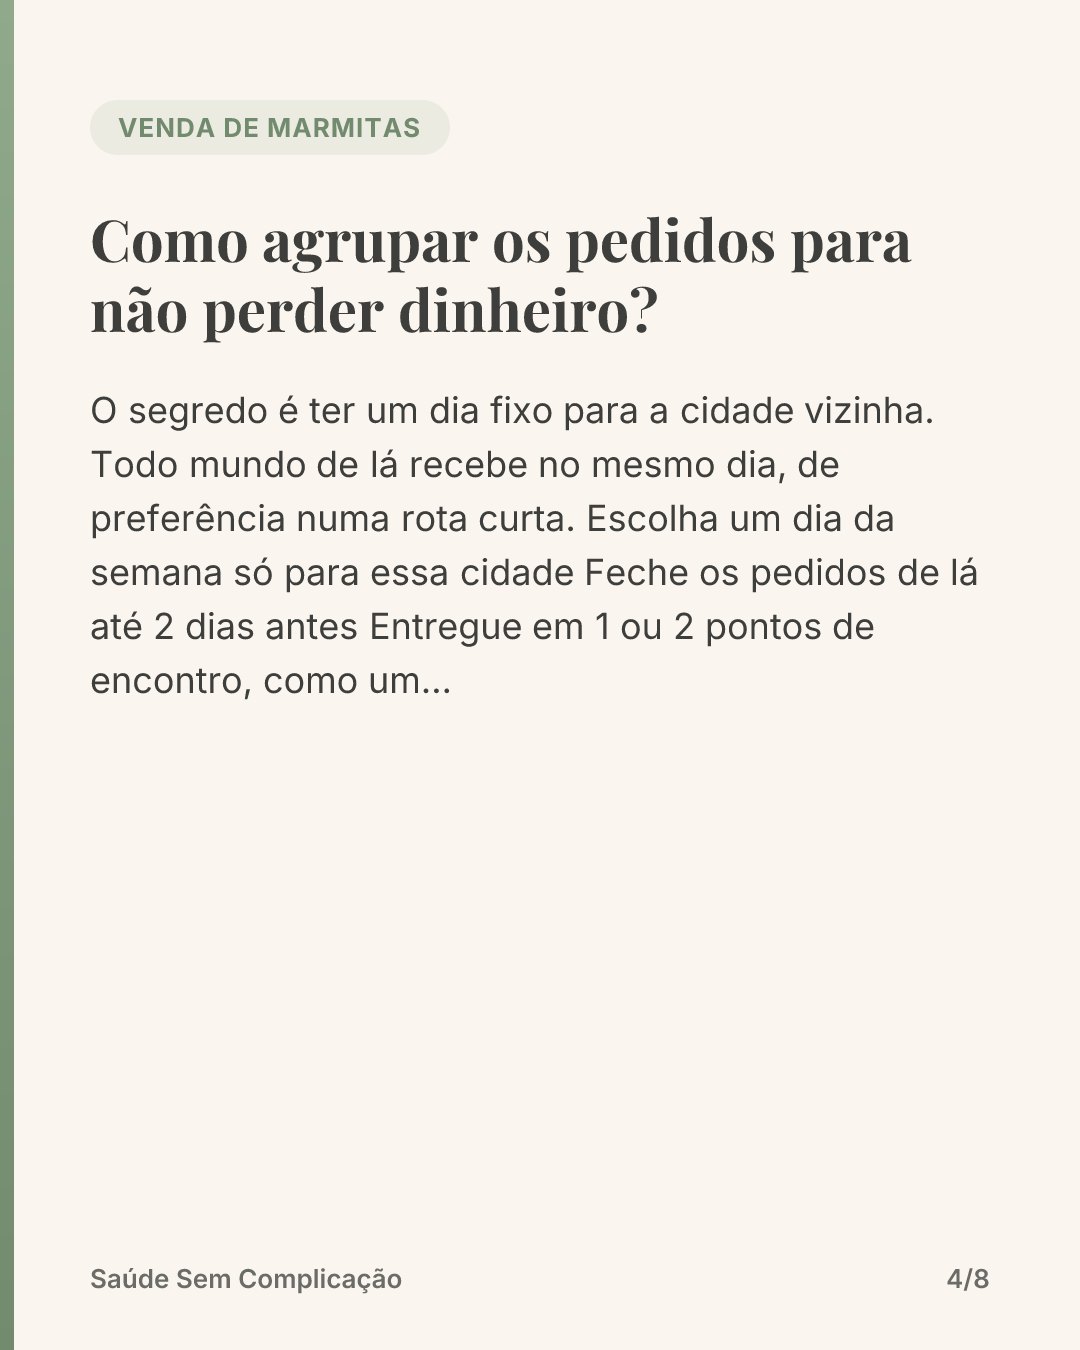 VENDA DE MARMITAS
Como agrupar os pedidos para
não perder dinheiro?
O segredo é ter um dia fixo para a cidade vizinha.
Todo mundo de lá recebe no mesmo dia, de
preferência numa rota curta. Escolha um dia da
semana só para essa cidade Feche os pedidos de lá
até 2 dias antes Entregue em 1 ou 2 pontos de
encontro, como um...
Saúde Sem Complicação
4/8